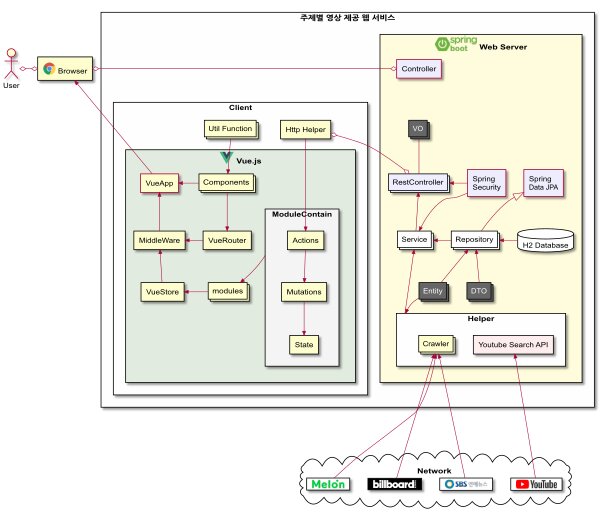 주제별 영상 제공 웹 서비스
spring
boot
Web Server
User
Browser
Controller
Client
Util Function
Http Helper
VO
Vue.js
VueApp
Components
RestController
Spring
Security
Spring
Data JPA
ModuleContain
MiddleWare
VueRouter
Actions
Service
Repository
H2 Database
VueStore
modules
Mutations
Entity
DTO
Helper
State
Crawler
Youtube Search API
Network
Melon
billboard
SBS 연예뉴스
YouTube